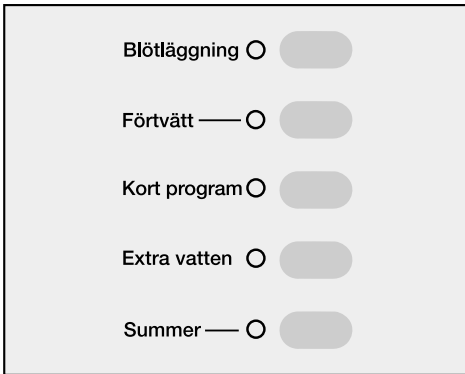 Blötläggning
Förtvätt
Kort program
Extra vatten
Summer